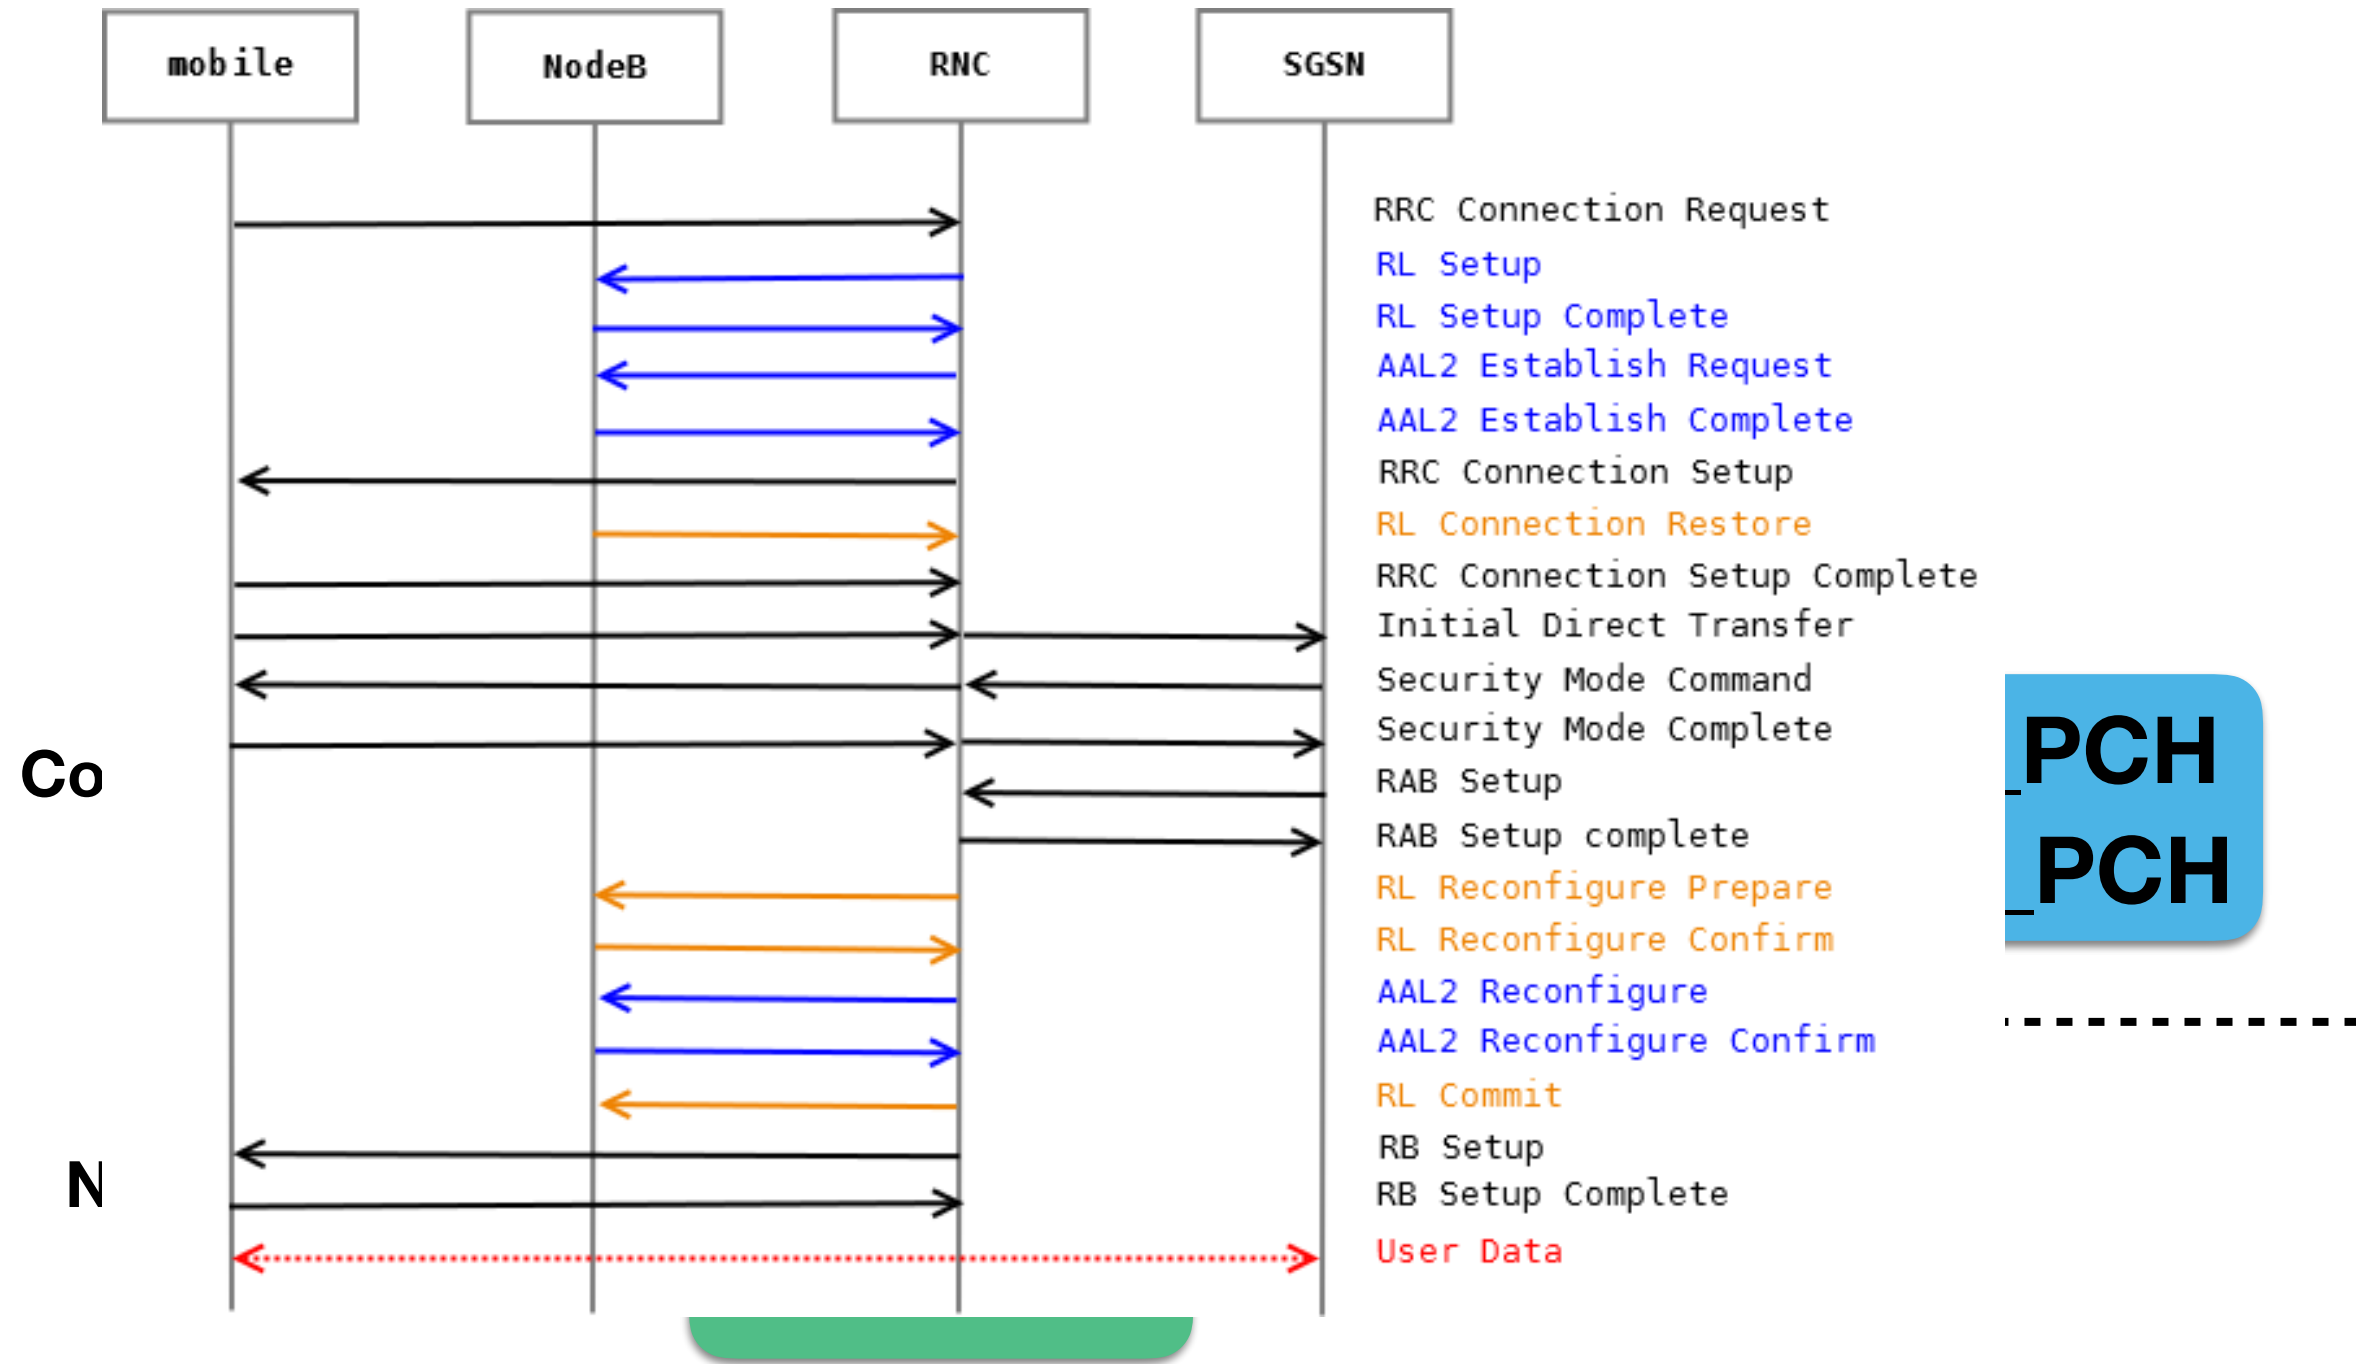 mobile
NodeB
RNC
SGSN
RRC Connection Request
RL Setup
RL Setup Complete
AAL2 Establish Request
AAL2 Establish Complete
RRC Connection Setup
RL Connection Restore
RRC Connection Setup Complete
Initial Direct Transfer
Security Mode Command
Security Mode Complete
RAB Setup
RAB Setup complete
RL Reconfigure Prepare
RL Reconfigure Confirm
AAL2 Reconfigure
AAL2 Reconfigure Confirm
RL Commit
RB Setup
RB Setup Complete
User Data
Co
N
_PCH
_PCH